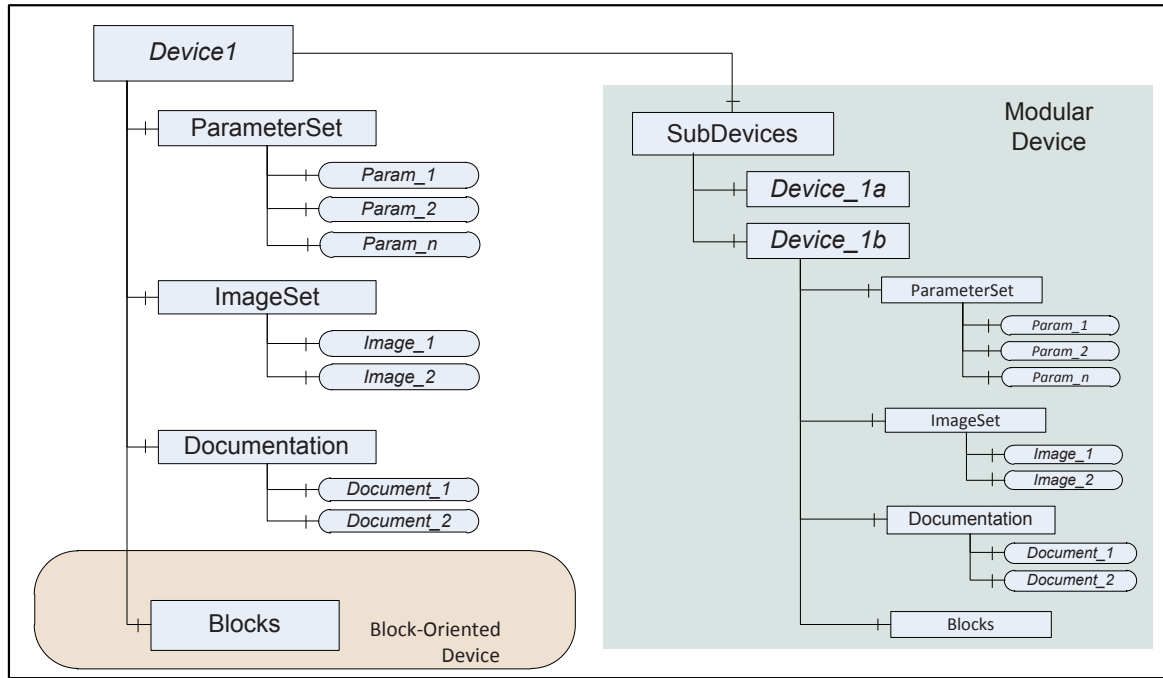 Device1
ParameterSet
Param_1
Param_2
Param_n
ImageSet
Image_1
Image_2
Documentation
Document_1
Document_2
Blocks
Block-Oriented
Device
Modular
Device
SubDevices
Device_1a
Device_1b
ParameterSet
Param_1
Param_2
Param_n
ImageSet
Image_1
Image_2
Documentation
Document_1
Document_2
Blocks